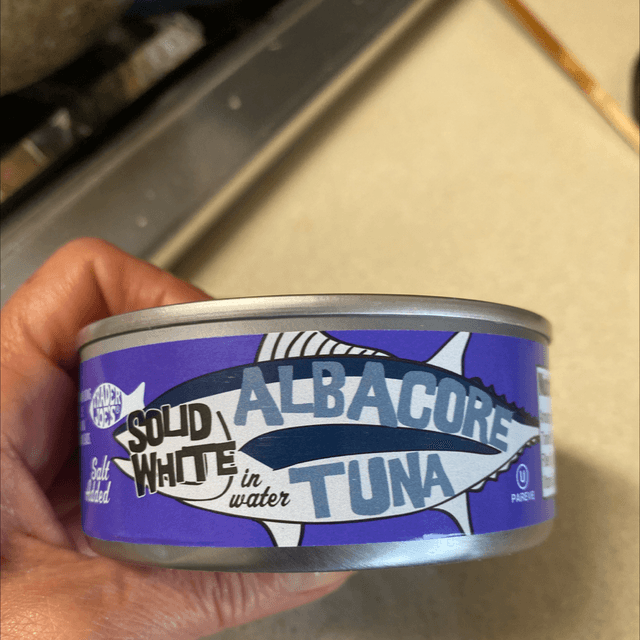 TRADER
JOE'S
Salt
Added
SOLID
WHITE
in
water
ALBACORE
TUNA
U
PAREVE